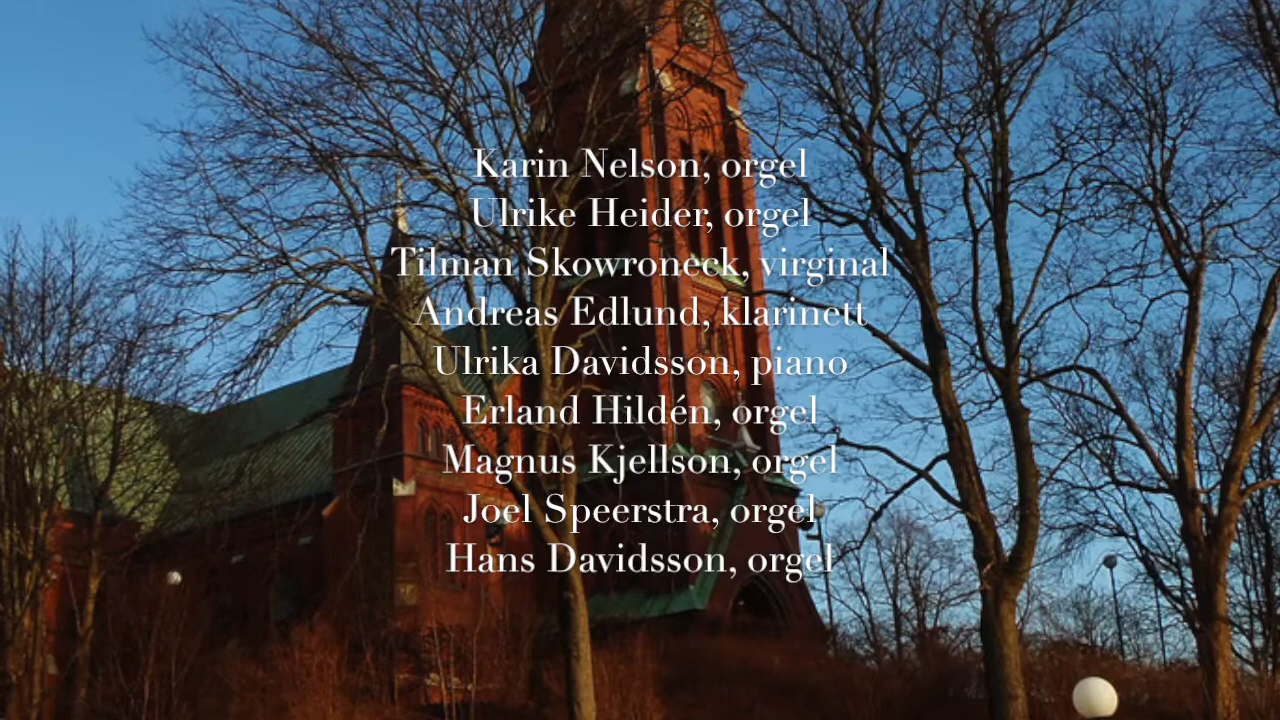 Karin Nelson, orgel
Ulrike Heider, orgel
Tilman Skowroneck, virginal
Andreas Edlund, klarinett
Ulrika Davidsson, piano
Erland Hildén, orgel
Magnus Kjellson, orgel
Joel Speerstra, orgel
Hans Davidsson, orgel